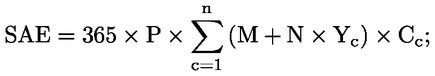 SAE = 365 × P × ∑_{c=1}^{n} (M + N × Y_c) × C_c;